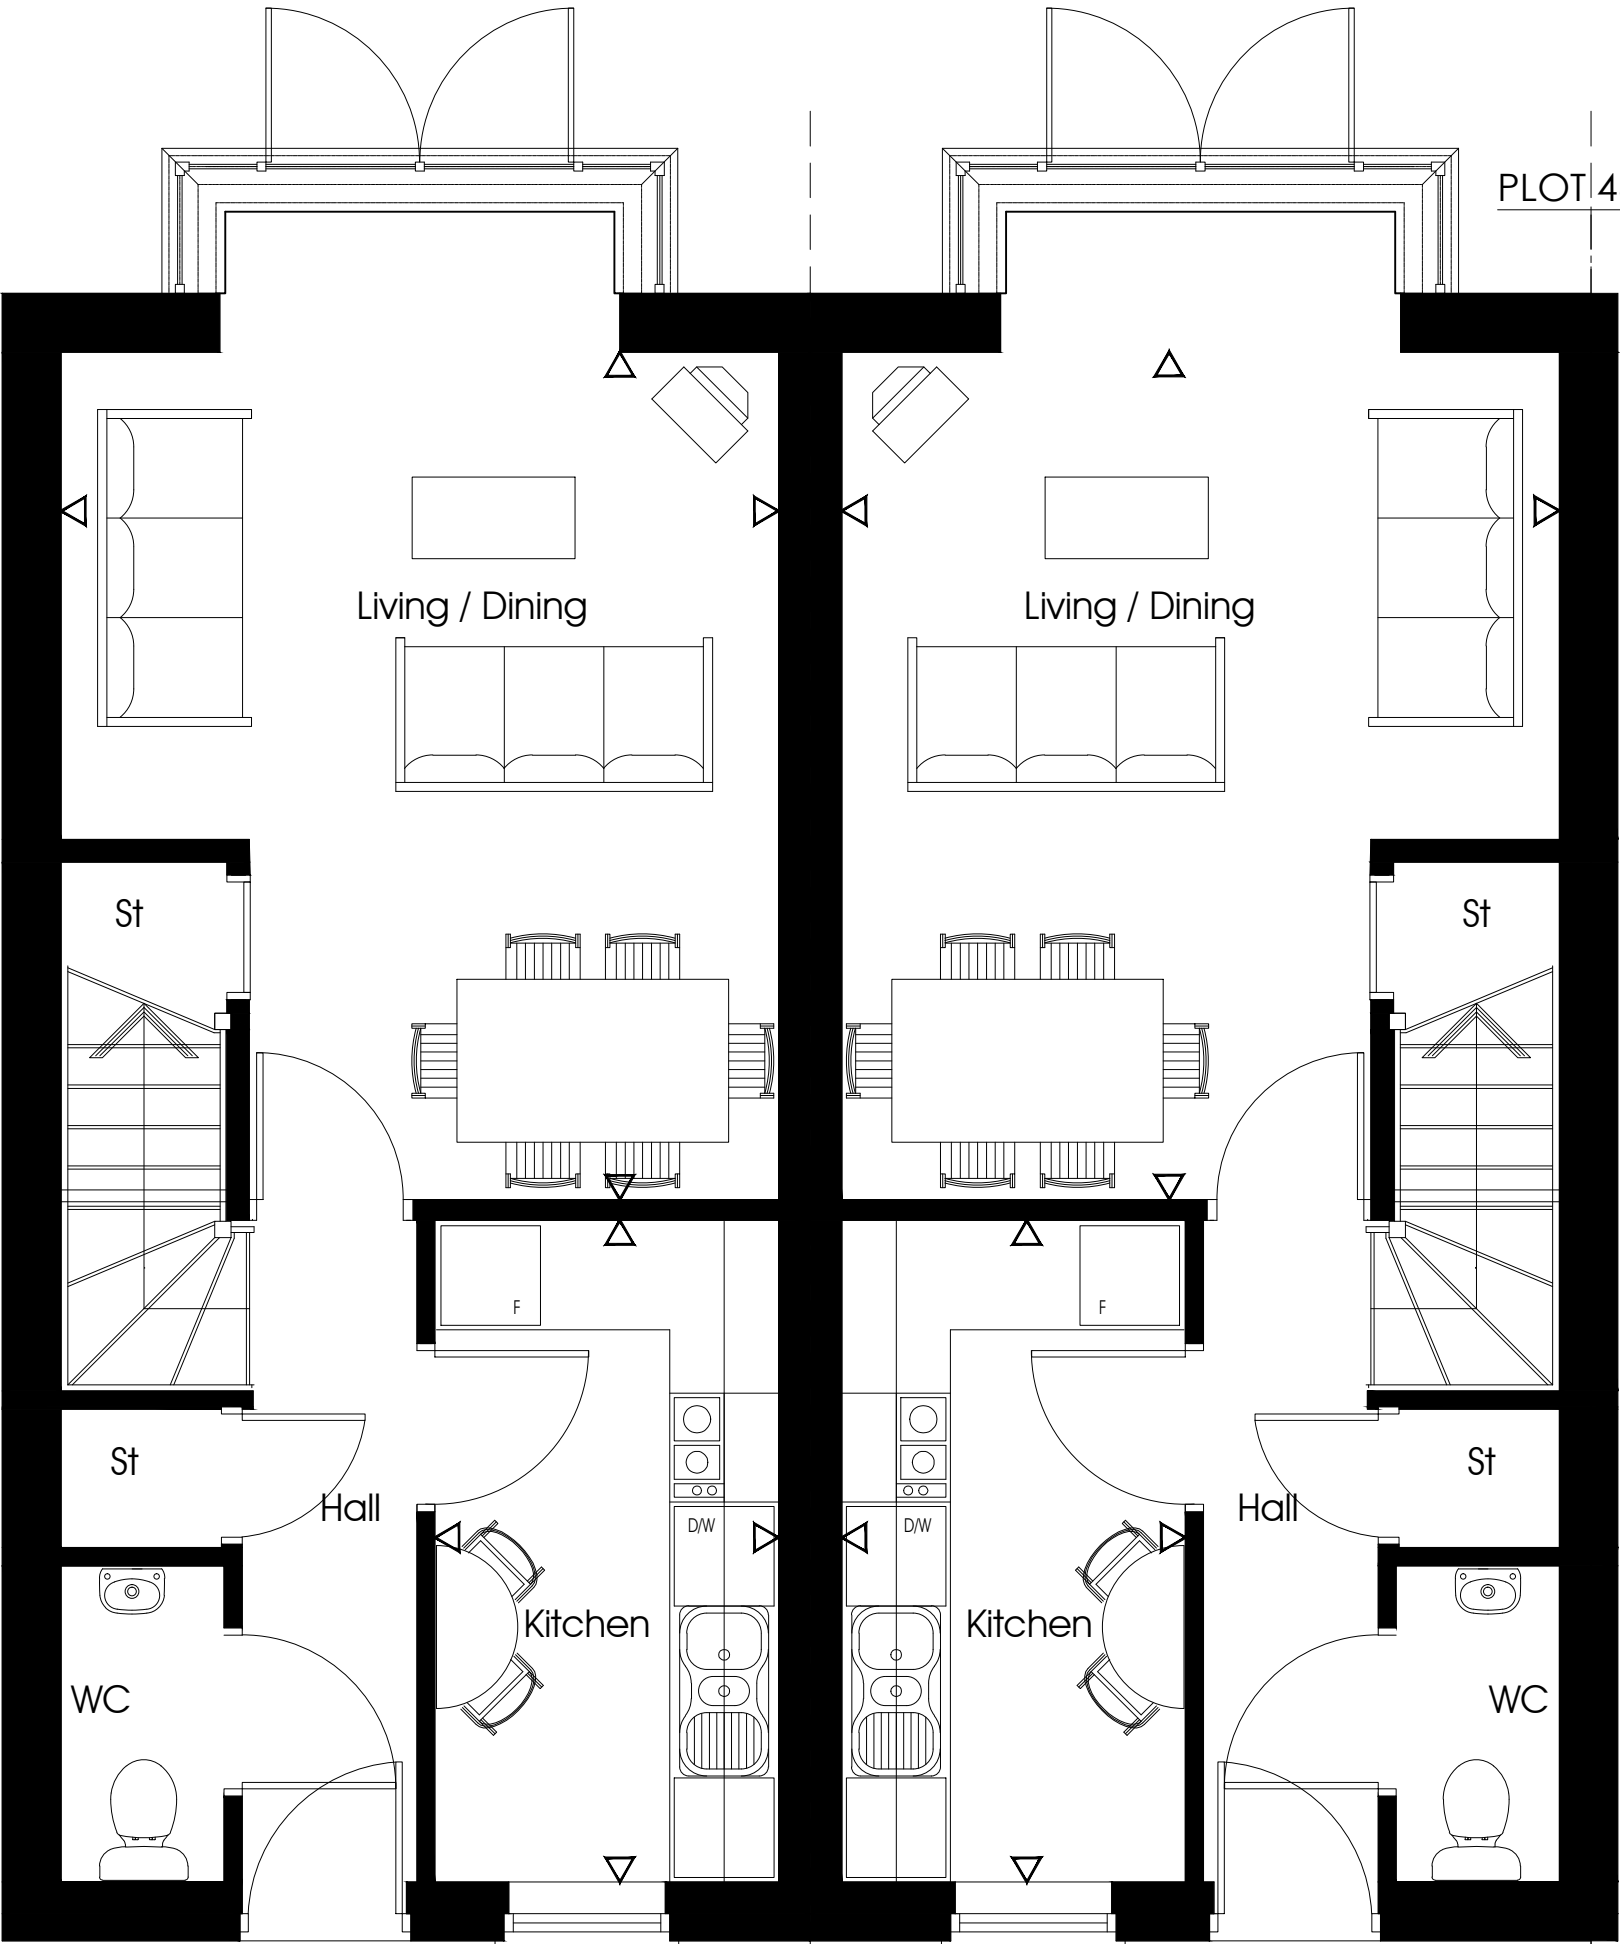 PLOT 4
Living / Dining
Living / Dining
St
St
F
F
St
St
Hall
Hall
D/W
D/W
Kitchen
Kitchen
WC
WC